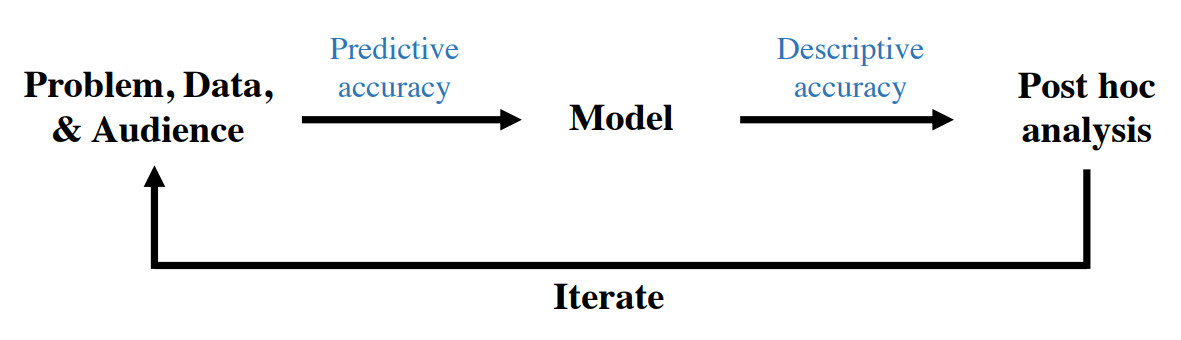 Problem, Data,
& Audience
Predictive
accuracy
Model
Descriptive
accuracy
Post hoc
analysis
Iterate